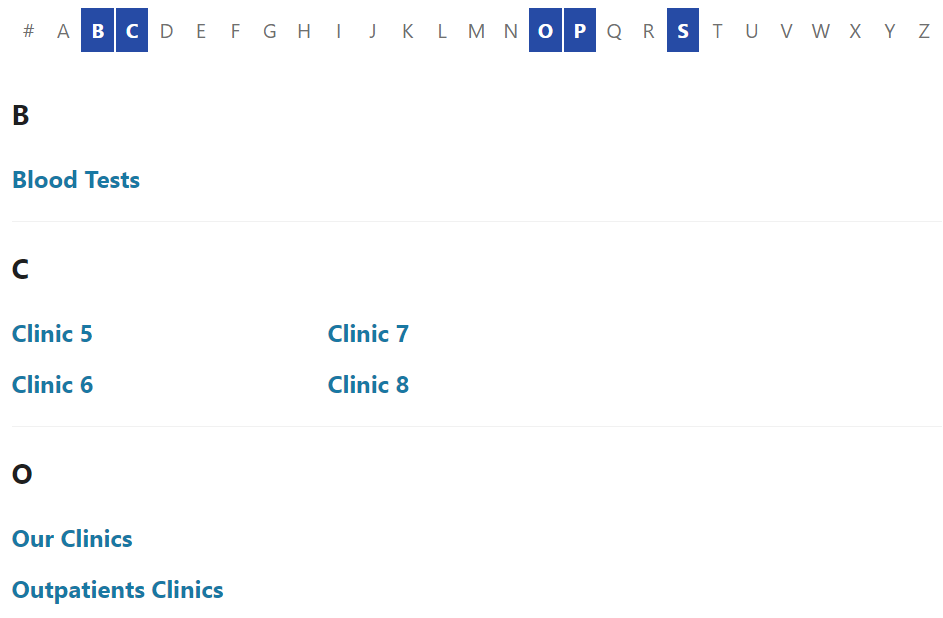 # A B C D E F G H I J K L M N O P Q R S T U V W X Y Z
B
Blood Tests
C
Clinic 5 Clinic 7
Clinic 6 Clinic 8
O
Our Clinics
Outpatients Clinics